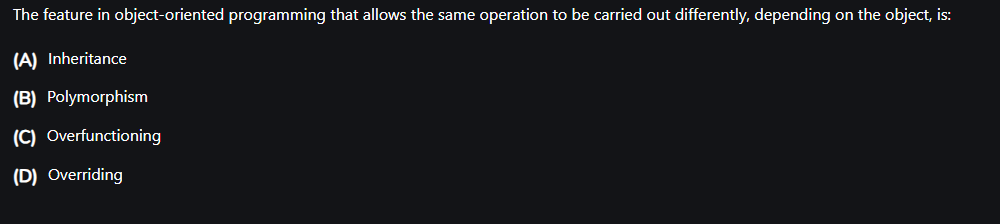 The feature in object-oriented programming that allows the same operation to be carried out differently, depending on the object, is:
(A) Inheritance
(B) Polymorphism
(C) Overfunctioning
(D) Overriding